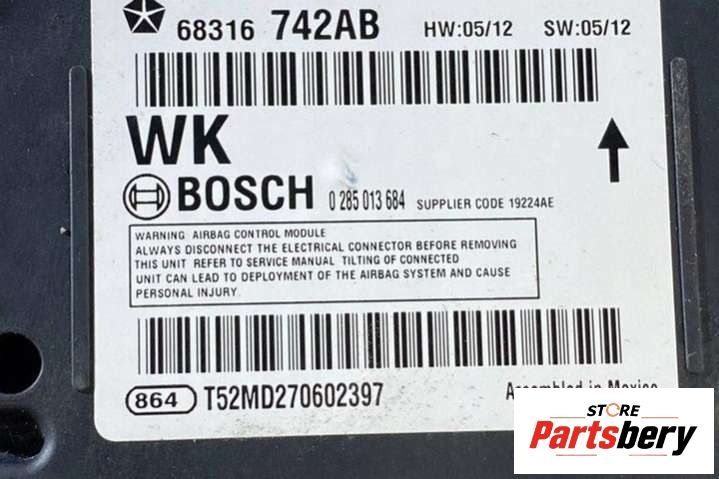 68316 742AB HW:05/12 SW:05/12
WK
BOSCH 0 285 013 684 SUPPLIER CODE 19224AE
WARNING: AIRBAG CONTROL MODULE
ALWAYS DISCONNECT THE ELECTRICAL CONNECTOR BEFORE REMOVING
THIS UNIT REFER TO SERVICE MANUAL TILTING OF CONNECTED
UNIT CAN LEAD TO DEPLOYMENT OF THE AIRBAG SYSTEM AND CAUSE
PERSONAL INJURY.
864 T52MD270602397 Assembled in Mexico
STORE
Partsbery